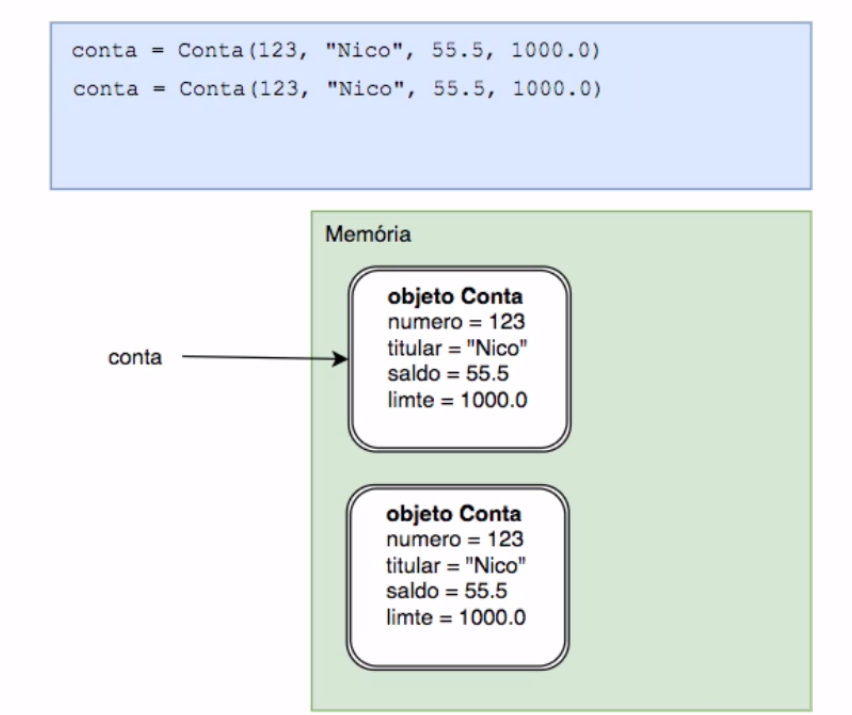 conta = Conta(123, "Nico", 55.5, 1000.0)
conta = Conta(123, "Nico", 55.5, 1000.0)
Memória
objeto Conta
numero = 123
titular = "Nico"
saldo = 55.5
limte = 1000.0
conta
objeto Conta
numero = 123
titular = "Nico"
saldo = 55.5
limte = 1000.0